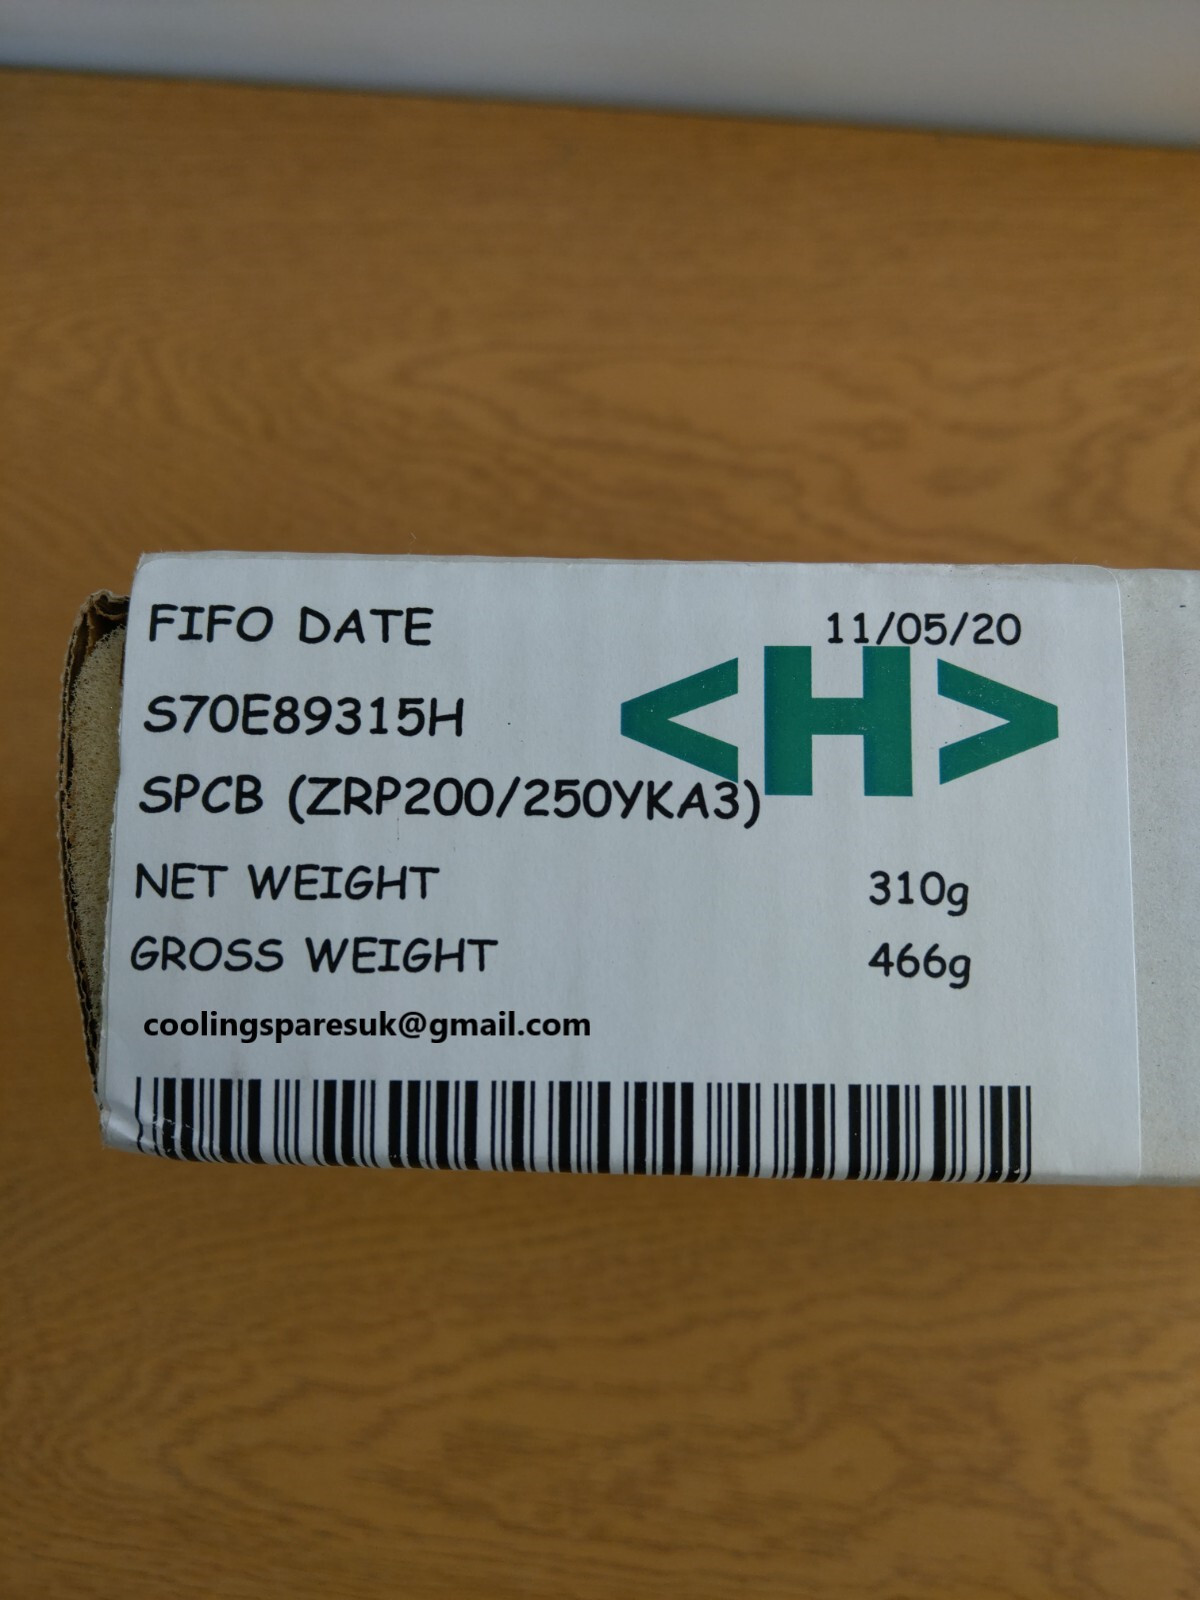 FIFO DATE 11/05/20
<H>
S70E89315H
SPCB (ZRP200/250YKA3)
NET WEIGHT 310g
GROSS WEIGHT 466g
coolingsparesuk@gmail.com